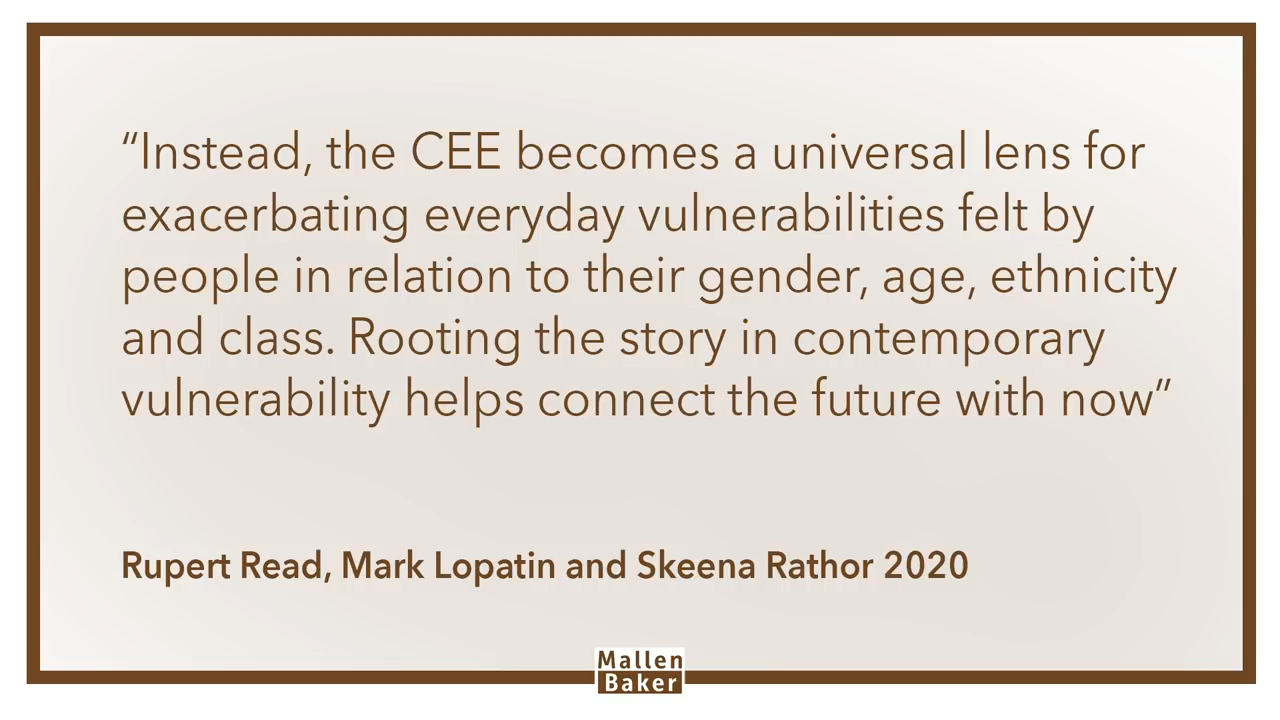 “Instead, the CEE becomes a universal lens for
exacerbating everyday vulnerabilities felt by
people in relation to their gender, age, ethnicity
and class. Rooting the story in contemporary
vulnerability helps connect the future with now”
Rupert Read, Mark Lopatin and Skeena Rathor 2020
Mallen
Baker